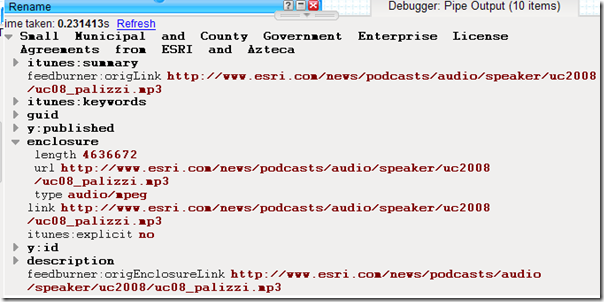 Rename
Debugger: Pipe Output (10 items)
ime taken: 0.231413s Refresh
Small Municipal and County Government Enterprise License
Agreements from ESRI and Azteca
itunes:summary
feedburner:origLink http://www.esri.com/news/podcasts/audio/speaker/uc2008
/uc08_palizzi.mp3
itunes:keywords
guid
y:published
enclosure
length 4636672
url http://www.esri.com/news/podcasts/audio/speaker/uc2008
/uc08_palizzi.mp3
type audio/mpeg
link http://www.esri.com/news/podcasts/audio/speaker/uc2008
/uc08_palizzi.mp3
itunes:explicit no
y:id
description
feedburner:origEnclosureLink http://www.esri.com/news/podcasts/audio
/speaker/uc2008/uc08_palizzi.mp3